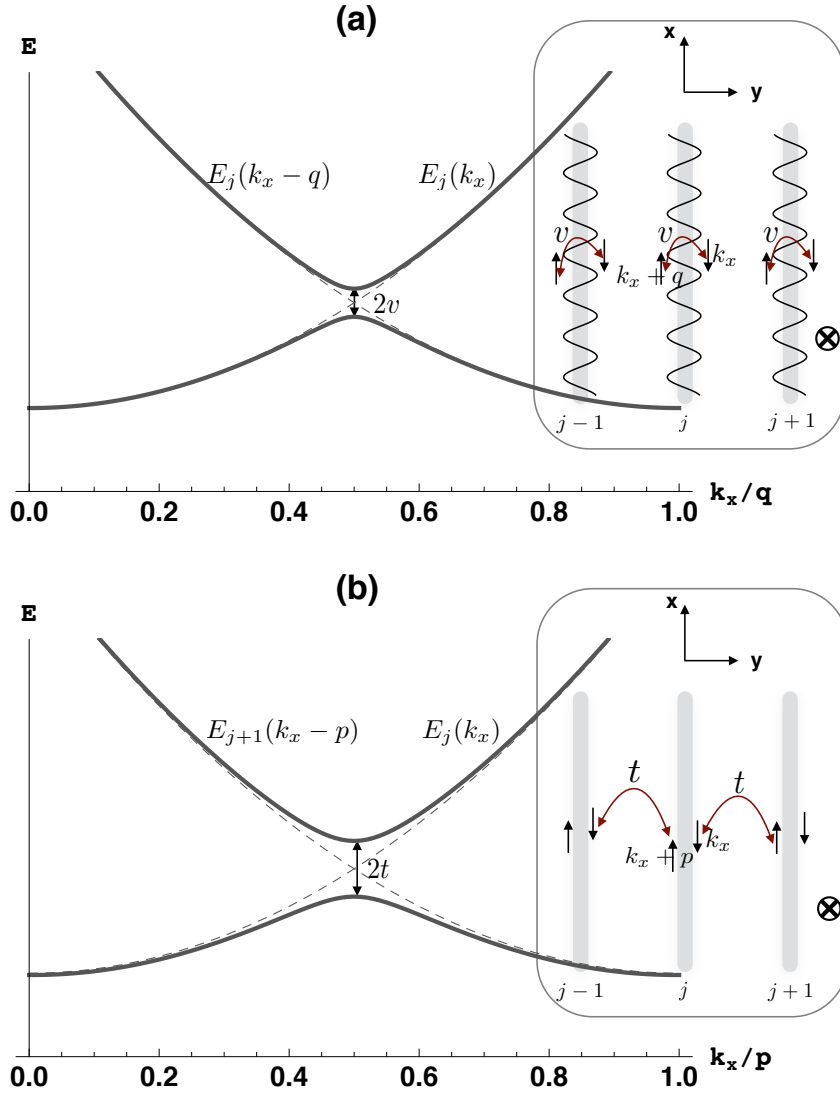 (a)
E
x
y
E_j(k_x − q)
E_j(k_x)
v
v
v
k_x
k_x + q
2v
j − 1
j
j + 1
k_x/q
0.0 0.2 0.4 0.6 0.8 1.0
(b)
E
x
y
E_{j+1}(k_x − p)
E_j(k_x)
t
t
k_x
k_x + p
2t
j − 1
j
j + 1
k_x/p
0.0 0.2 0.4 0.6 0.8 1.0